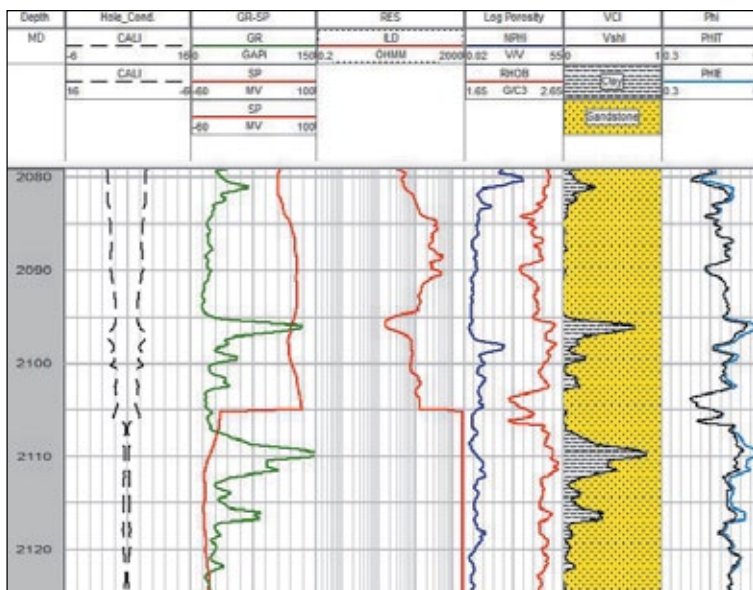 Depth Hole_Cond. GR-SP RES Log Porosity VCl Phi
MD CALI GR ILD NPHI Vshl PHIT
-6 16 0 GAPI 150 0.2 OHMM 2000 0.02 V/V 55 0 1 0.3
CALI SP RHOB Clay PHIE
16 -6 -60 MV 100 1.65 G/C3 2.65 0.3
SP Sandstone
-60 MV 100
2080
2090
2100
2110
2120